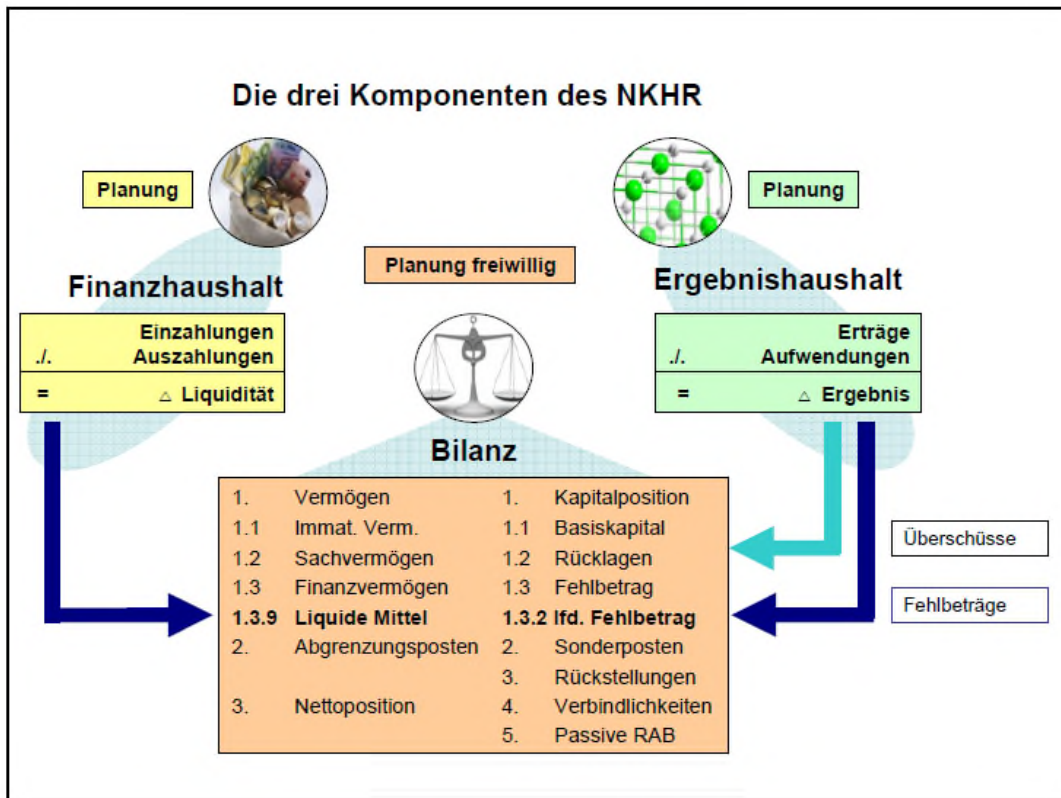 Die drei Komponenten des NKHR
Planung
Planung
Planung freiwillig
Finanzhaushalt
Einzahlungen
./. Auszahlungen
= △ Liquidität
Ergebnishaushalt
Erträge
./. Aufwendungen
= △ Ergebnis
Bilanz
1. Vermögen 1. Kapitalposition
1.1 Immat. Verm. 1.1 Basiskapital
1.2 Sachvermögen 1.2 Rücklagen
1.3 Finanzvermögen 1.3 Fehlbetrag
1.3.9 Liquide Mittel 1.3.2 lfd. Fehlbetrag
2. Abgrenzungsposten 2. Sonderposten
3. Rückstellungen
3. Nettoposition 4. Verbindlichkeiten
5. Passive RAB
Überschüsse
Fehlbeträge